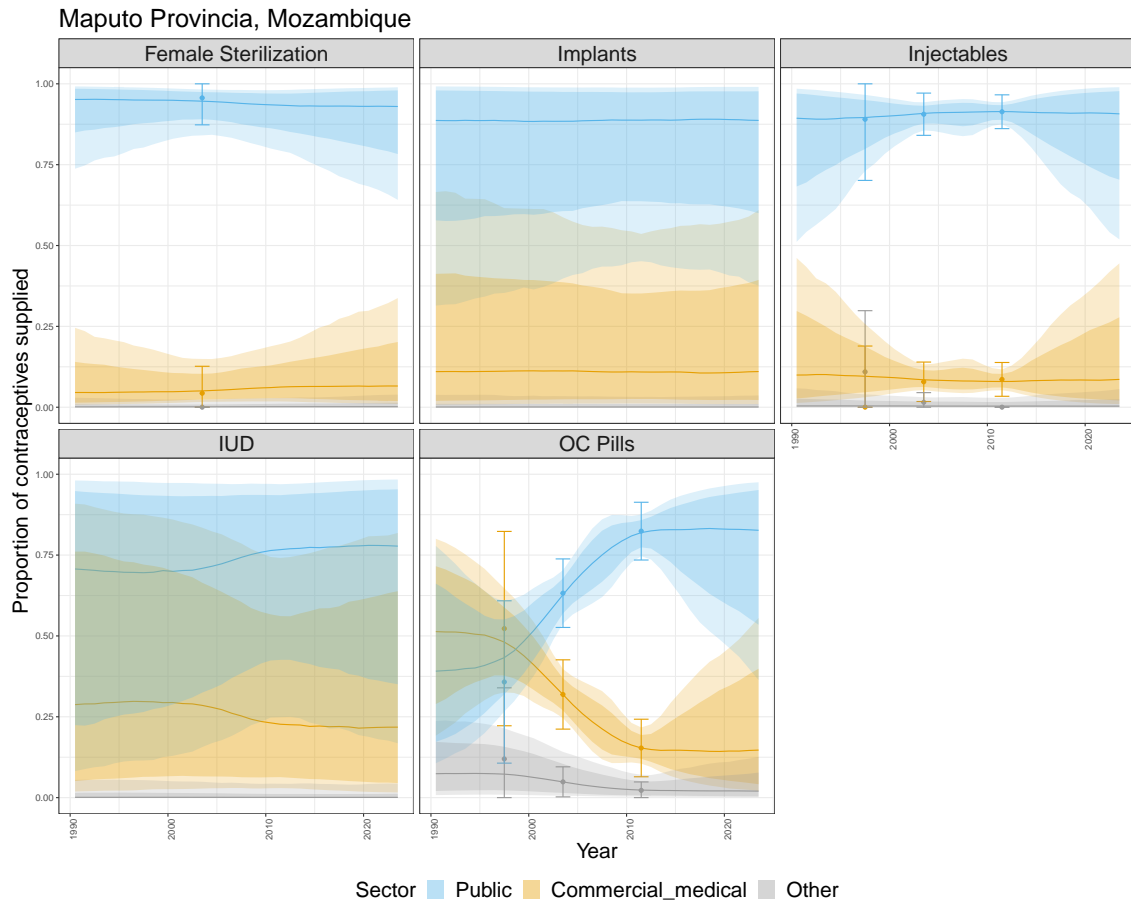 Maputo Provincia, Mozambique
Female Sterilization Implants Injectables
1.00
0.75
0.50
0.25
0.00
1990 2000 2010 2020
IUD OC Pills
1.00
0.75
0.50
0.25
0.00
1990 2000 2010 2020 1990 2000 2010 2020
Proportion of contraceptives supplied
Year
Sector Public Commercial_medical Other